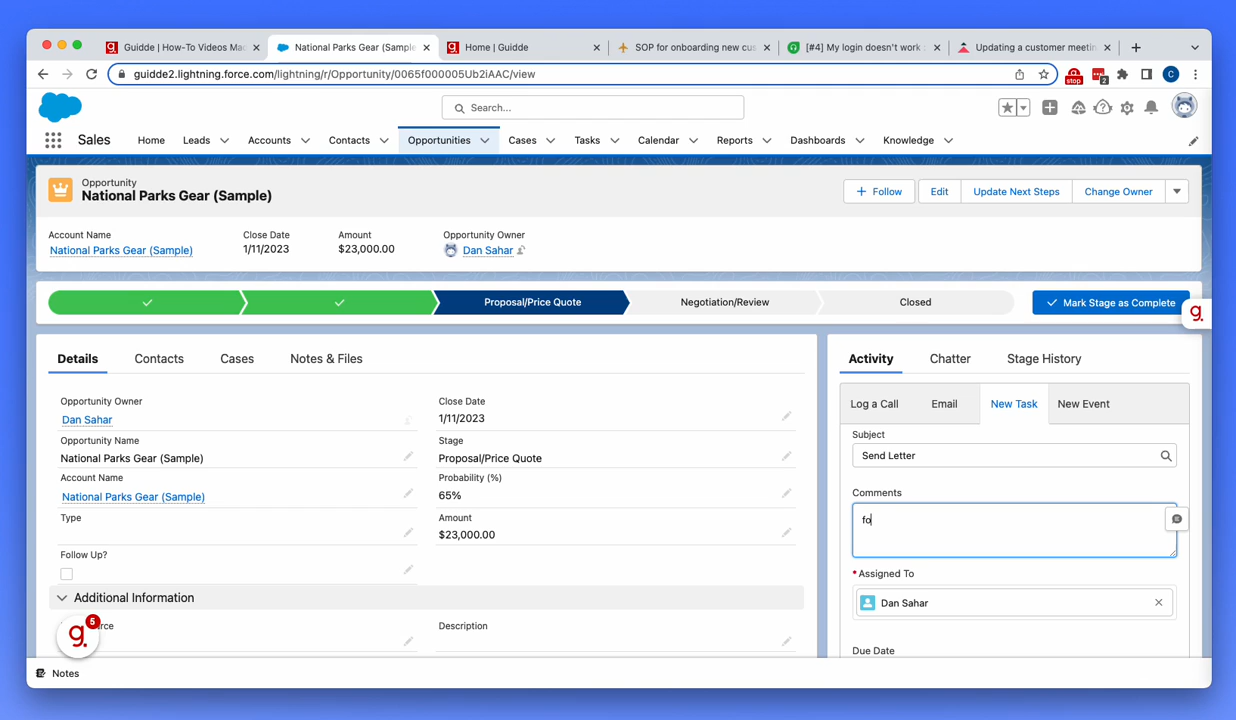 Guidde | How-To Videos Mac
National Parks Gear (Sample
Home | Guidde
SOP for onboarding new cus
[#4] My login doesn't work
Updating a customer meetin
guidde2.lightning.force.com/lightning/r/Opportunity/0065f000005Ub2iAAC/view
stop
2
C
Search...
Sales
Home
Leads
Accounts
Contacts
Opportunities
Cases
Tasks
Calendar
Reports
Dashboards
Knowledge
Opportunity
National Parks Gear (Sample)
Follow
Edit
Update Next Steps
Change Owner
Account Name
Close Date
Amount
Opportunity Owner
National Parks Gear (Sample)
1/11/2023
$23,000.00
Dan Sahar
Proposal/Price Quote
Negotiation/Review
Closed
Mark Stage as Complete
g.
Details
Contacts
Cases
Notes & Files
Opportunity Owner
Dan Sahar
Close Date
1/11/2023
Opportunity Name
National Parks Gear (Sample)
Stage
Proposal/Price Quote
Account Name
National Parks Gear (Sample)
Probability (%)
65%
Type
Amount
$23,000.00
Follow Up?
Additional Information
rce
Description
g.
5
Activity
Chatter
Stage History
Log a Call
Email
New Task
New Event
Subject
Send Letter
Comments
fo
*Assigned To
Dan Sahar
Due Date
Notes